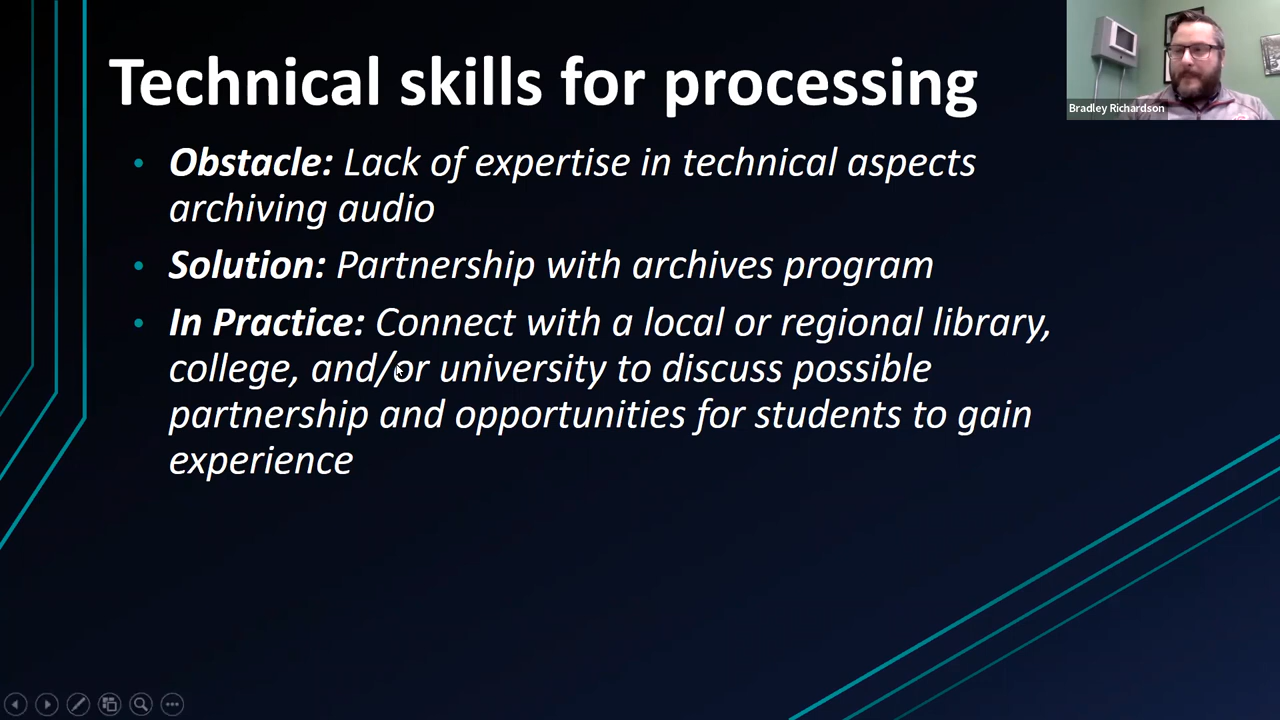 Technical skills for processing
Bradley Richardson
• Obstacle: Lack of expertise in technical aspects
archiving audio
• Solution: Partnership with archives program
• In Practice: Connect with a local or regional library,
college, and/or university to discuss possible
partnership and opportunities for students to gain
experience